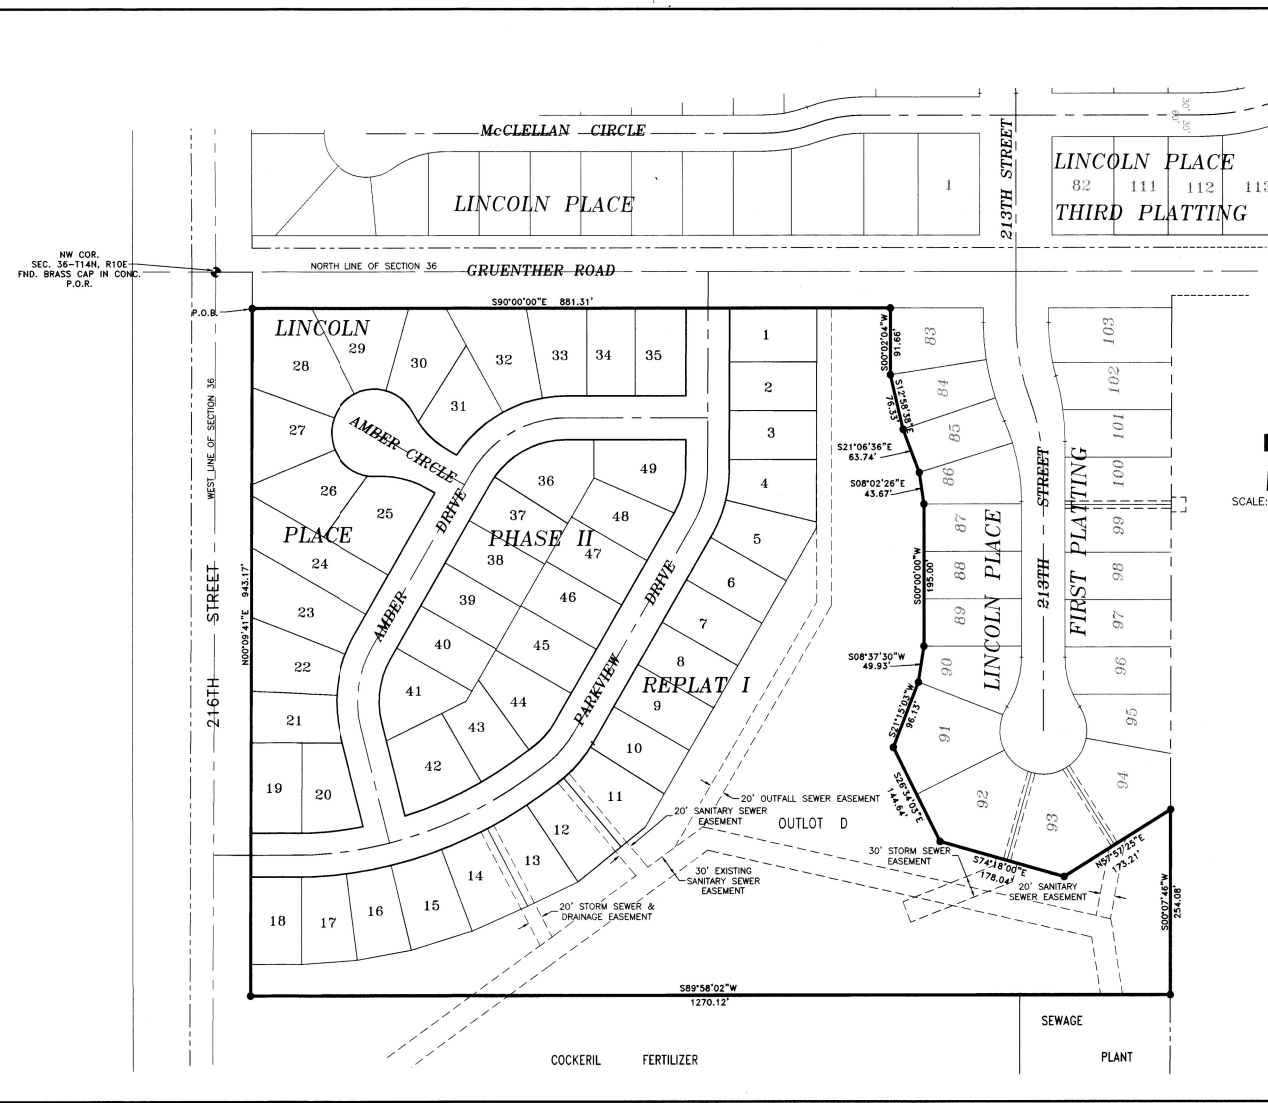 30' 30'
60'
McCLELLAN CIRCLE
213TH STREET
LINCOLN PLACE
82 111 112 113
THIRD PLATTING
1
LINCOLN PLACE
NW COR.
SEC. 36-T14N, R10E
FND. BRASS CAP IN CONC.
P.O.R.
NORTH LINE OF SECTION 36
GRUENTHER ROAD
S90°00'00"E 881.31'
P.O.B.
LINCOLN
28
29
30
31
32
33
34
35
1
2
3
4
5
6
7
8
9
10
11
12
13
14
15
16
17
18
19
20
21
22
23
24
25
26
27
AMBER CIRCLE
PLACE
PHASE II
REPLAT I
36
37
38
39
40
41
42
43
44
45
46
47
48
49
AMBER DRIVE
PARKVIEW DRIVE
WEST LINE OF SECTION 36
216TH STREET
N00°09'41"E 943.17'
S00°02'04"W
91.66'
S12°58'38"E
76.33'
S21°06'36"E
63.74'
S08°02'26"E
43.67'
S00°00'00"W
195.00'
S08°37'30"W
49.93'
S21°15'03"W
96.13'
S26°34'03"E
144.64'
S74°18'00"E
178.04'
N57°57'25"E
173.21'
S00°07'46"W
254.08'
83
84
85
86
87
88
89
90
91
92
93
94
95
96
97
98
99
100
101
102
103
LINCOLN PLACE
213TH STREET
FIRST PLATTING
SCALE:
20' OUTFALL SEWER EASEMENT
20' SANITARY SEWER
EASEMENT
OUTLOT D
30' STORM SEWER
EASEMENT
30' EXISTING
SANITARY SEWER
EASEMENT
20' SANITARY
SEWER EASEMENT
20' STORM SEWER &
DRAINAGE EASEMENT
S89°58'02"W
1270.12'
SEWAGE
PLANT
COCKERIL FERTILIZER